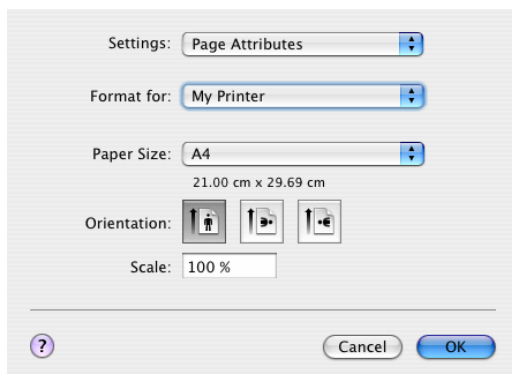 Settings: Page Attributes
Format for: My Printer
Paper Size: A4
21.00 cm x 29.69 cm
Orientation:
Scale: 100 %
? Cancel OK